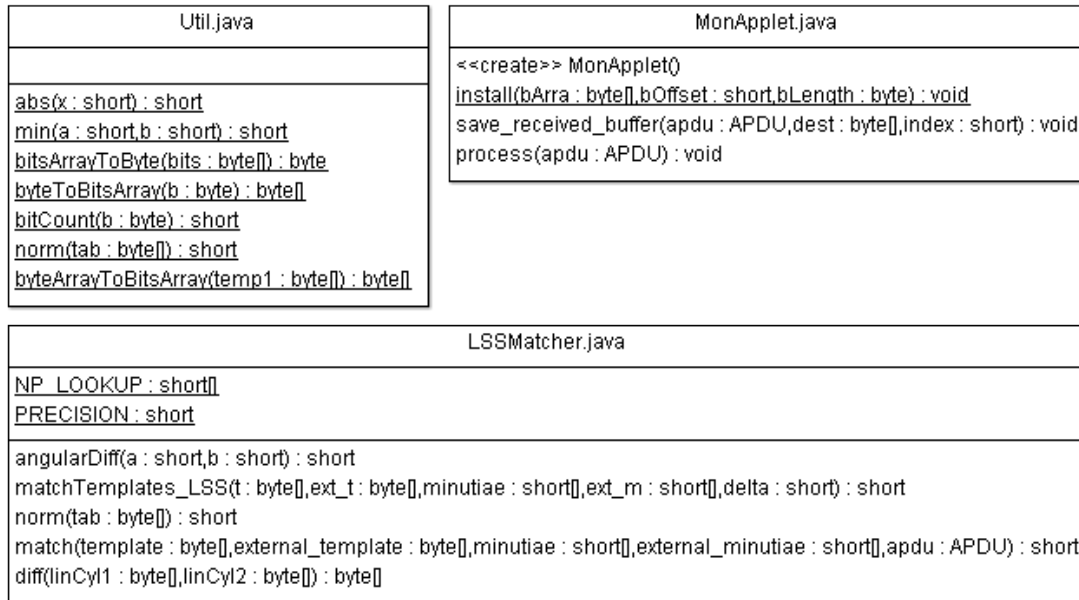 Util.java
abs(x : short) : short
min(a : short,b : short) : short
bitsArrayToByte(bits : byte[]) : byte
byteToBitsArray(b : byte) : byte[]
bitCount(b : byte) : short
norm(tab : byte[]) : short
byteArrayToBitsArray(temp1 : byte[]) : byte[]
MonApplet.java
<<create>> MonApplet()
install(bArra : byte[],bOffset : short,bLength : byte) : void
save_received_buffer(apdu : APDU,dest : byte[],index : short) : void
process(apdu : APDU) : void
LSSMatcher.java
NP_LOOKUP : short[]
PRECISION : short
angularDiff(a : short,b : short) : short
matchTemplates_LSS(t : byte[],ext_t : byte[],minutiae : short[],ext_m : short[],delta : short) : short
norm(tab : byte[]) : short
match(template : byte[],external_template : byte[],minutiae : short[],external_minutiae : short[],apdu : APDU) : short
diff(linCyl1 : byte[],linCyl2 : byte[]) : byte[]